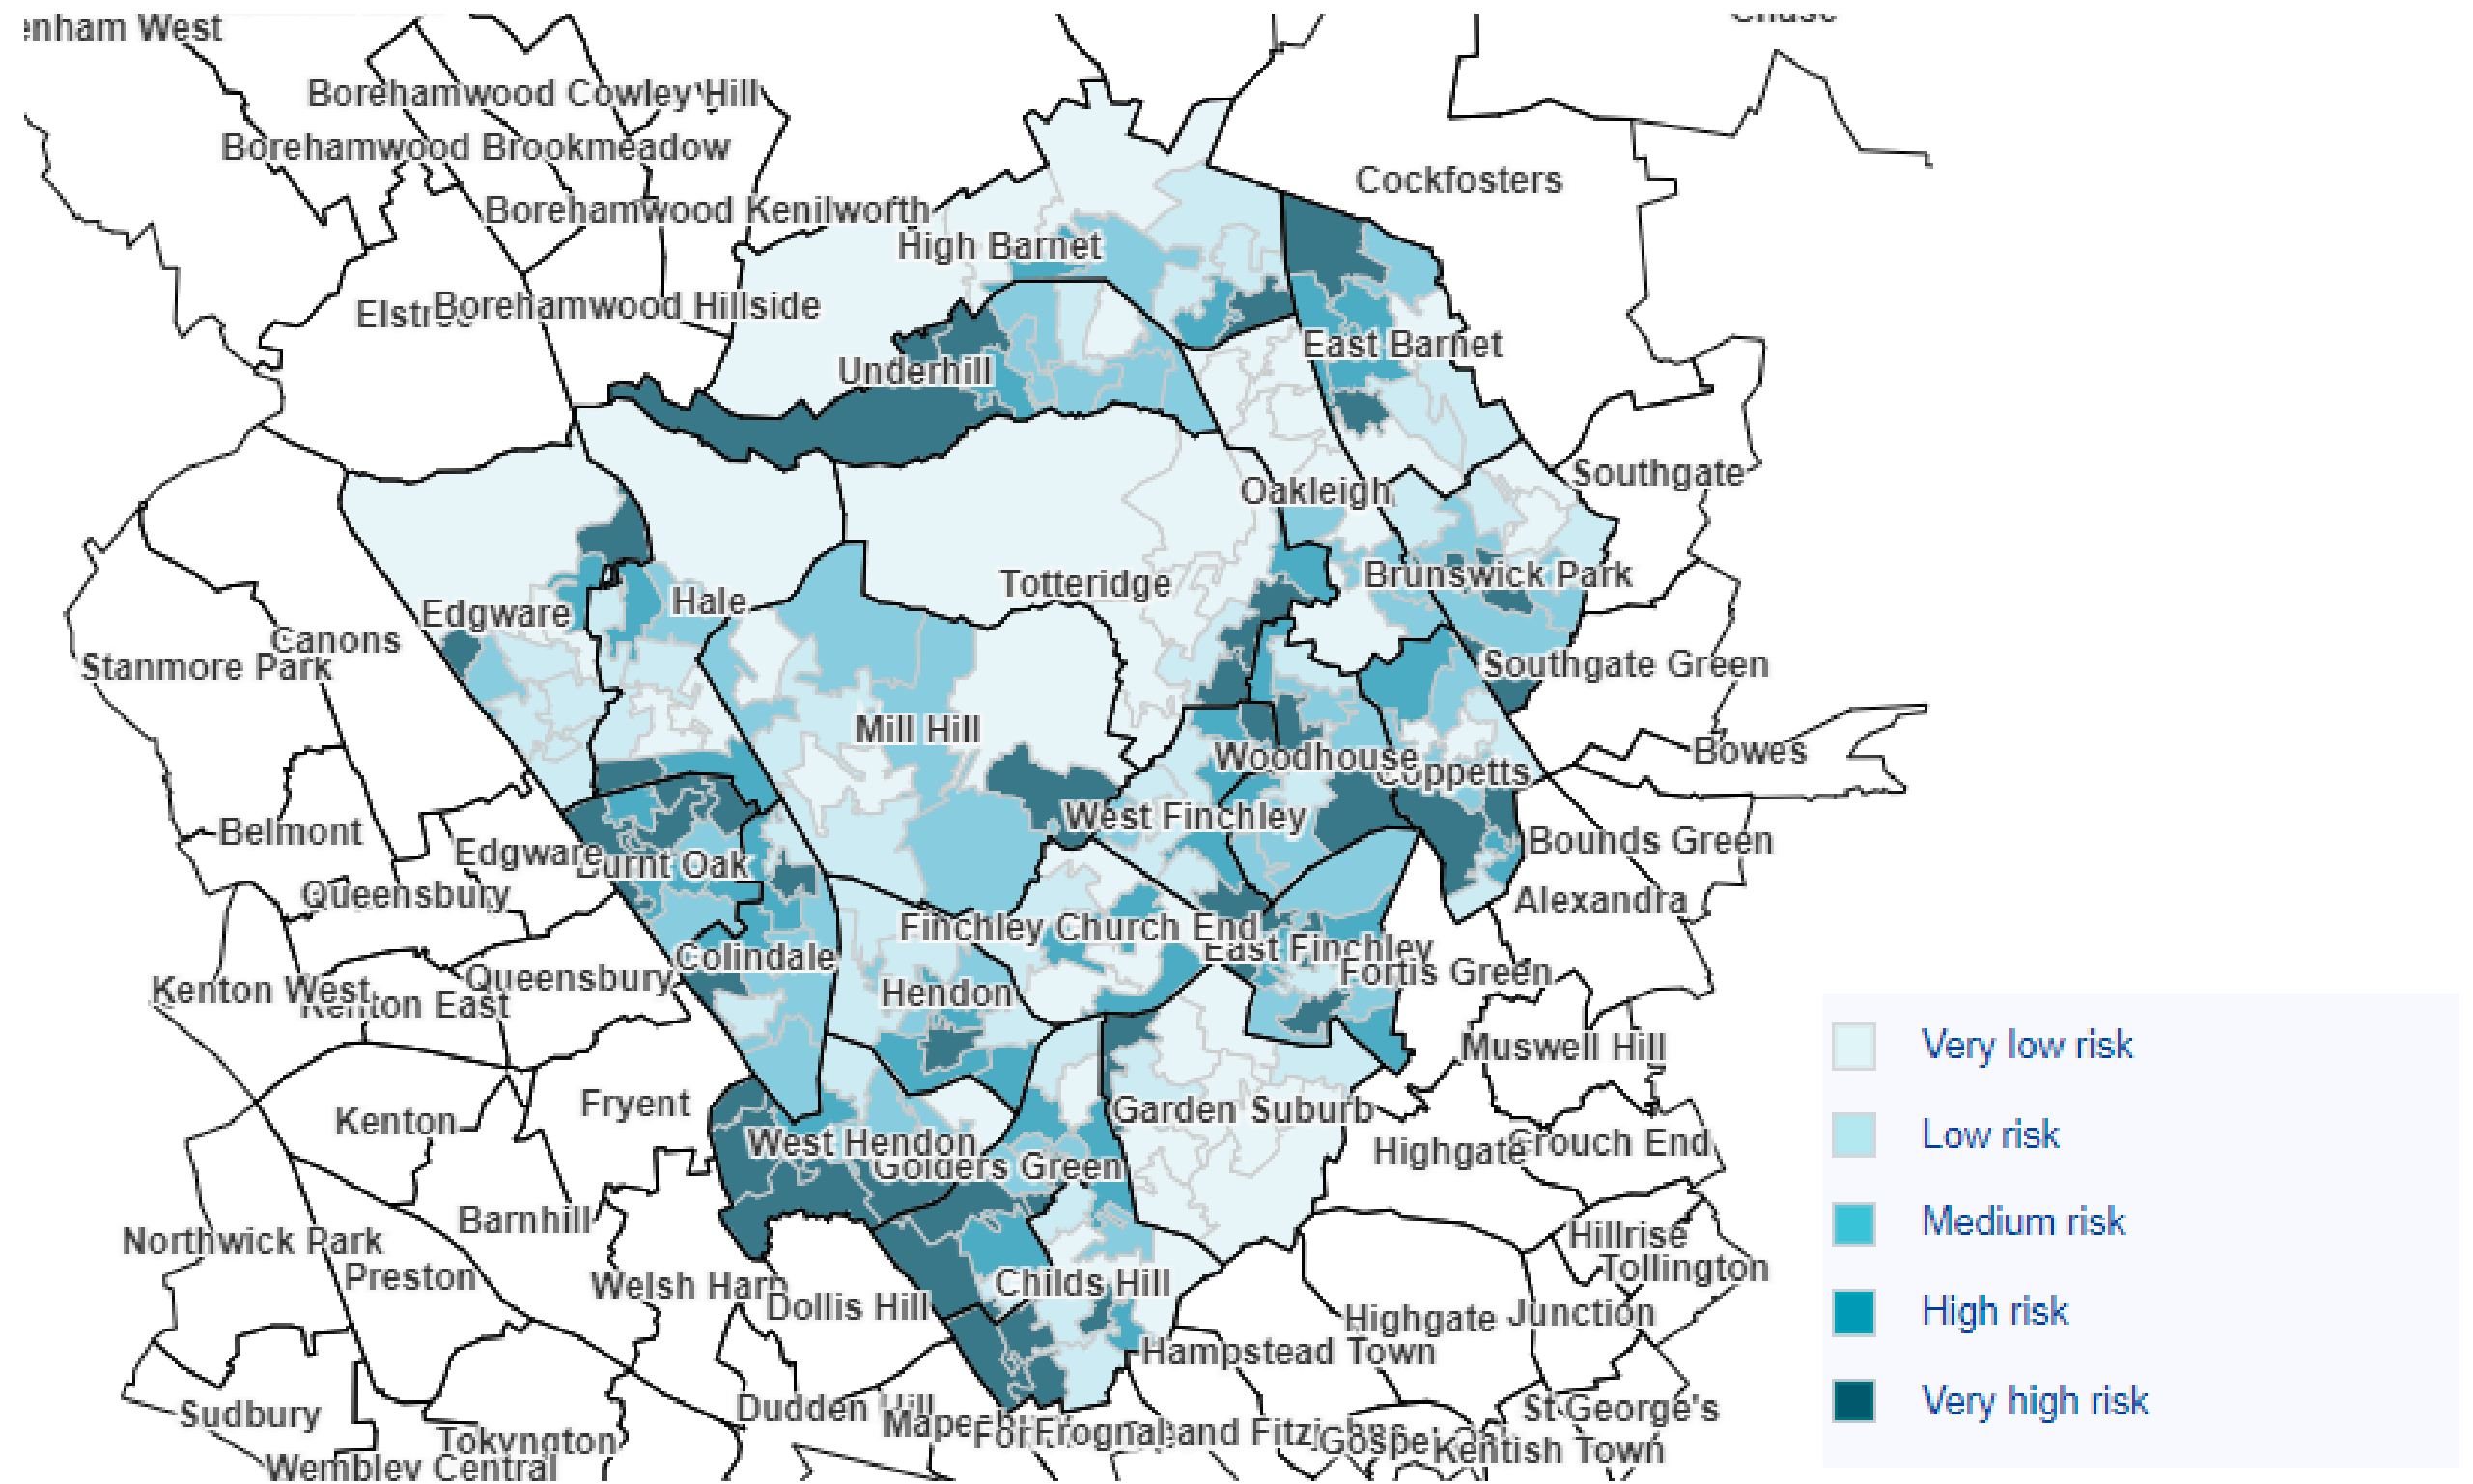 enham West
Borehamwood Cowley Hill
Borehamwood Brookmeadow
Cockfosters
Borehamwood Kenilworth
High Barnet
Borehamwood Hillside
East Barnet
Underhill
Southgate
Oakleigh
Brunswick Park
Totteridge
Hale
Edgware
Canons
Stanmore Park
Southgate Green
Mill Hill
Bowes
Woodhouse
Coppetts
West Finchley
Belmont
Bounds Green
Edgware
Burnt Oak
Queensbury
Alexandra
Finchley Church End
East Finchley
Colindale
Fortis Green
Queensbury
Kenton West
Kenton East
Hendon
Muswell Hill
Very low risk
Fryent
Garden Suburb
Kenton
Low risk
West Hendon
Crouch End
Highgate
Golders Green
Barnhill
Medium risk
Northwick Park
Hillrise
Tollington
Preston
Welsh Harp
Childs Hill
Dollis Hill
High risk
Highgate Junction
Hampstead Town
Very high risk
Dudden Hill
St George's
Sudbury
Tokyngton
Kentish Town
Wembley Central